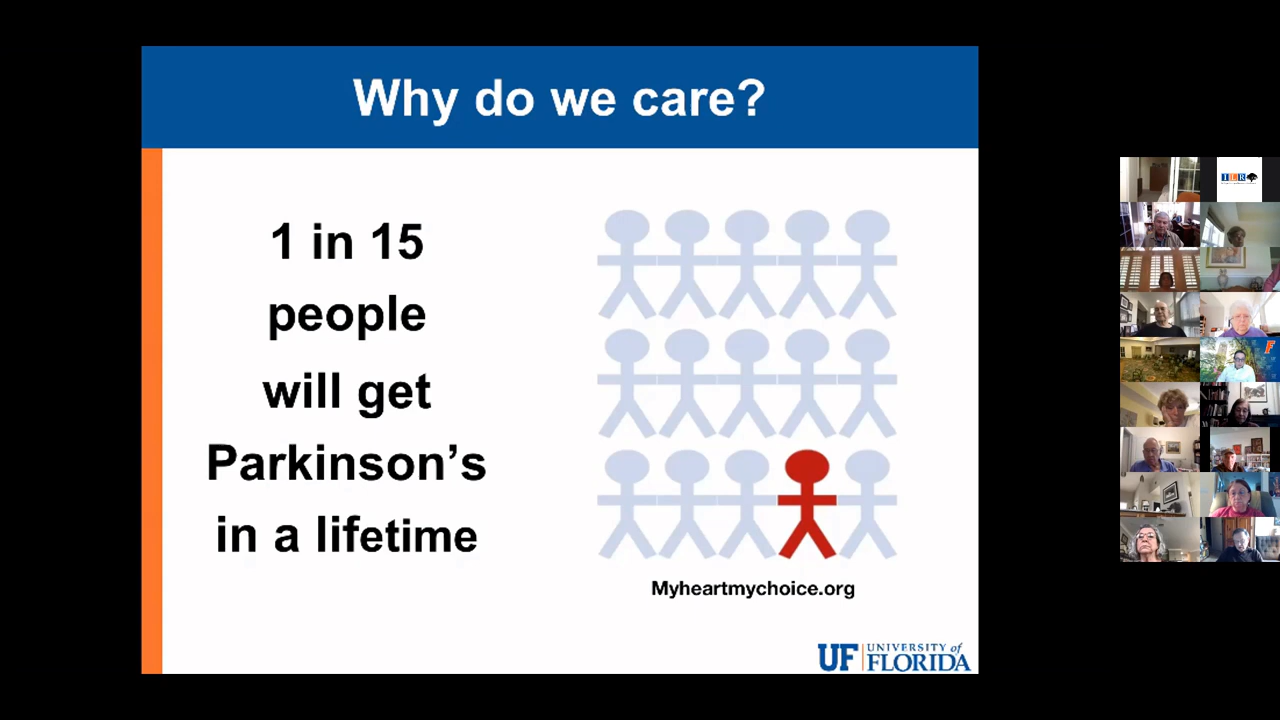 Why do we care?
1 in 15
people
will get
Parkinson’s
in a lifetime
Myheartmychoice.org
UF UNIVERSITY of
FLORIDA
ILR
F